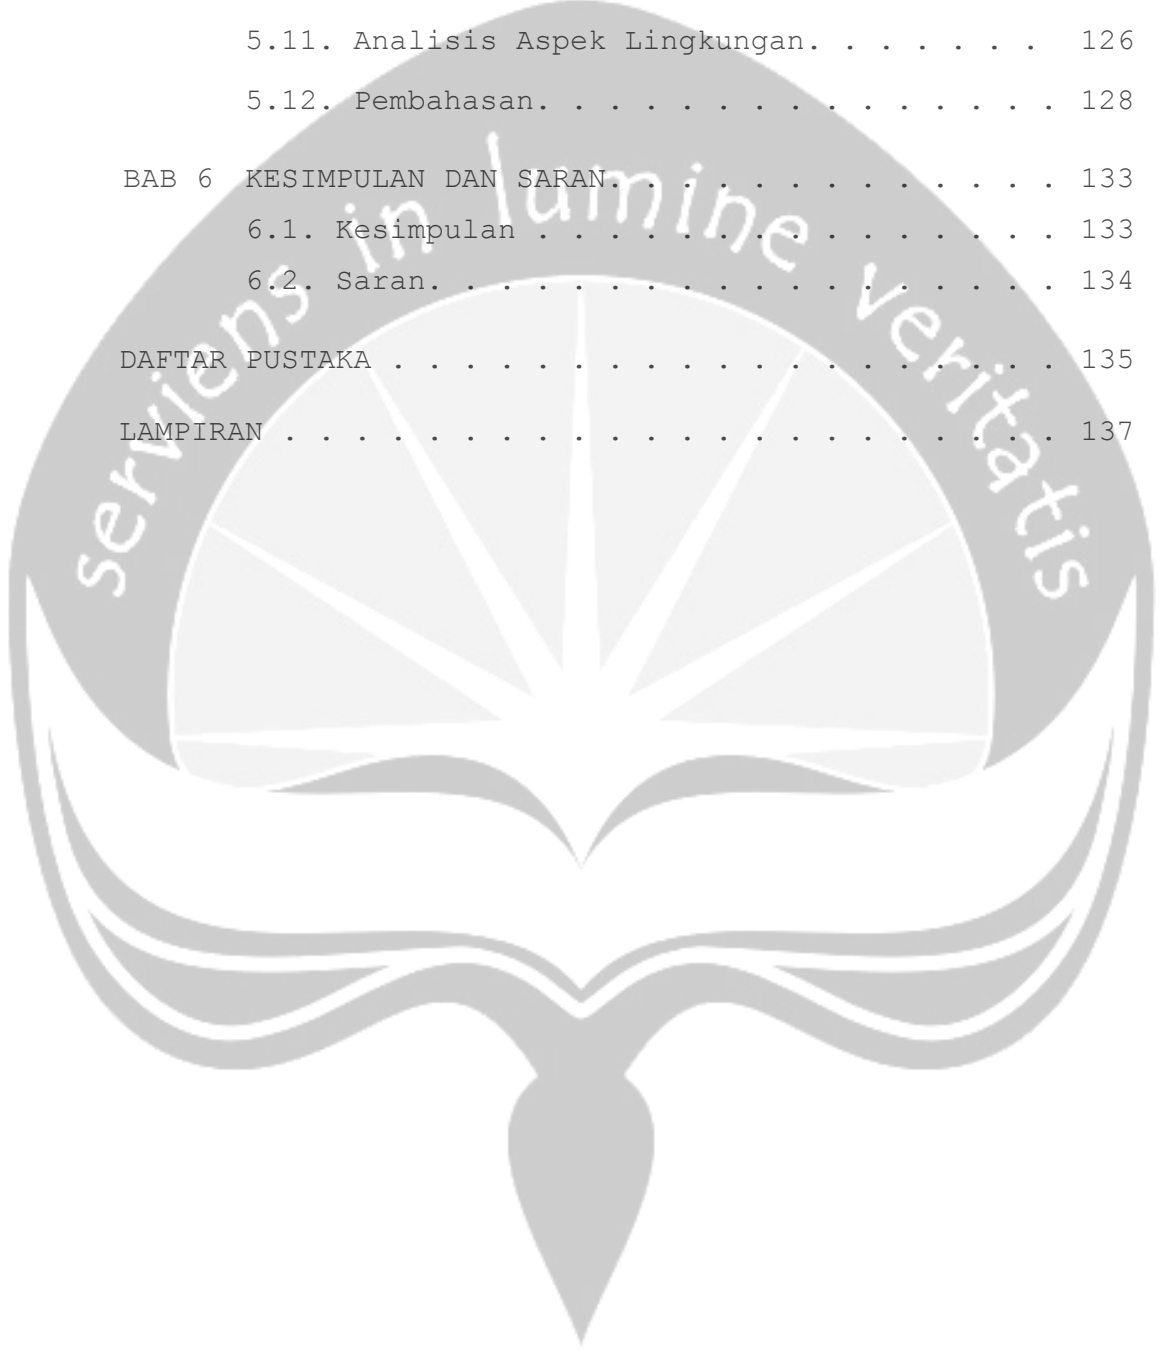 5.11. Analisis Aspek Lingkungan. . . . . . . 126
5.12. Pembahasan. . . . . . . . . . . . . . . 128
BAB 6 KESIMPULAN DAN SARAN. . . . . . . . . . . . . 133
6.1. Kesimpulan . . . . . . . . . . . . . . . 133
6.2. Saran. . . . . . . . . . . . . . . . . . 134
DAFTAR PUSTAKA . . . . . . . . . . . . . . . . . . . 135
LAMPIRAN . . . . . . . . . . . . . . . . . . . . . . 137
serviens in lumine veritatis